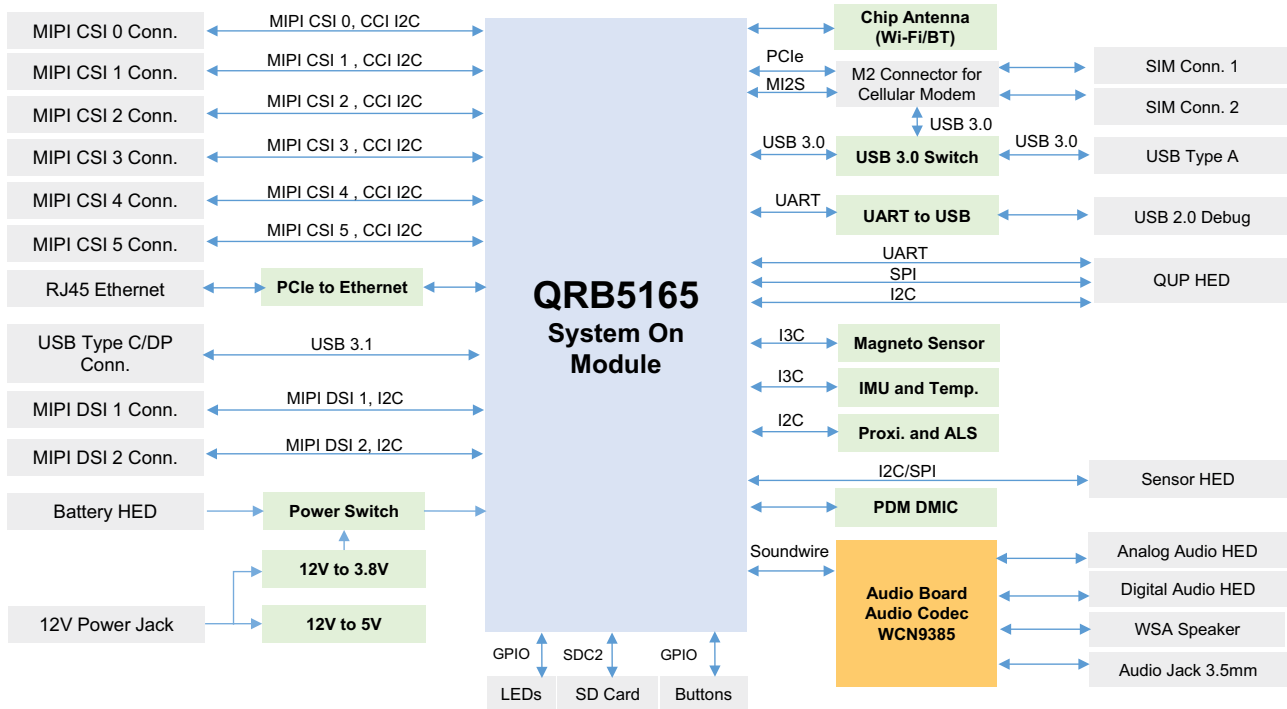 MIPI CSI 0 Conn.
MIPI CSI 0, CCI I2C
MIPI CSI 1 Conn.
MIPI CSI 1 , CCI I2C
MIPI CSI 2 Conn.
MIPI CSI 2 , CCI I2C
MIPI CSI 3 Conn.
MIPI CSI 3 , CCI I2C
MIPI CSI 4 Conn.
MIPI CSI 4 , CCI I2C
MIPI CSI 5 Conn.
MIPI CSI 5 , CCI I2C
RJ45 Ethernet
PCIe to Ethernet
USB Type C/DP
Conn.
USB 3.1
MIPI DSI 1 Conn.
MIPI DSI 1, I2C
MIPI DSI 2 Conn.
MIPI DSI 2, I2C
Battery HED
Power Switch
12V to 3.8V
12V Power Jack
12V to 5V
QRB5165
System On
Module
GPIO
SDC2
GPIO
LEDs
SD Card
Buttons
Chip Antenna
(Wi-Fi/BT)
PCIe
MI2S
M2 Connector for
Cellular Modem
SIM Conn. 1
SIM Conn. 2
USB 3.0
USB 3.0
USB 3.0 Switch
USB 3.0
USB Type A
UART
UART to USB
USB 2.0 Debug
UART
SPI
I2C
QUP HED
I3C
Magneto Sensor
I3C
IMU and Temp.
I2C
Proxi. and ALS
I2C/SPI
Sensor HED
PDM DMIC
Soundwire
Audio Board
Audio Codec
WCN9385
Analog Audio HED
Digital Audio HED
WSA Speaker
Audio Jack 3.5mm